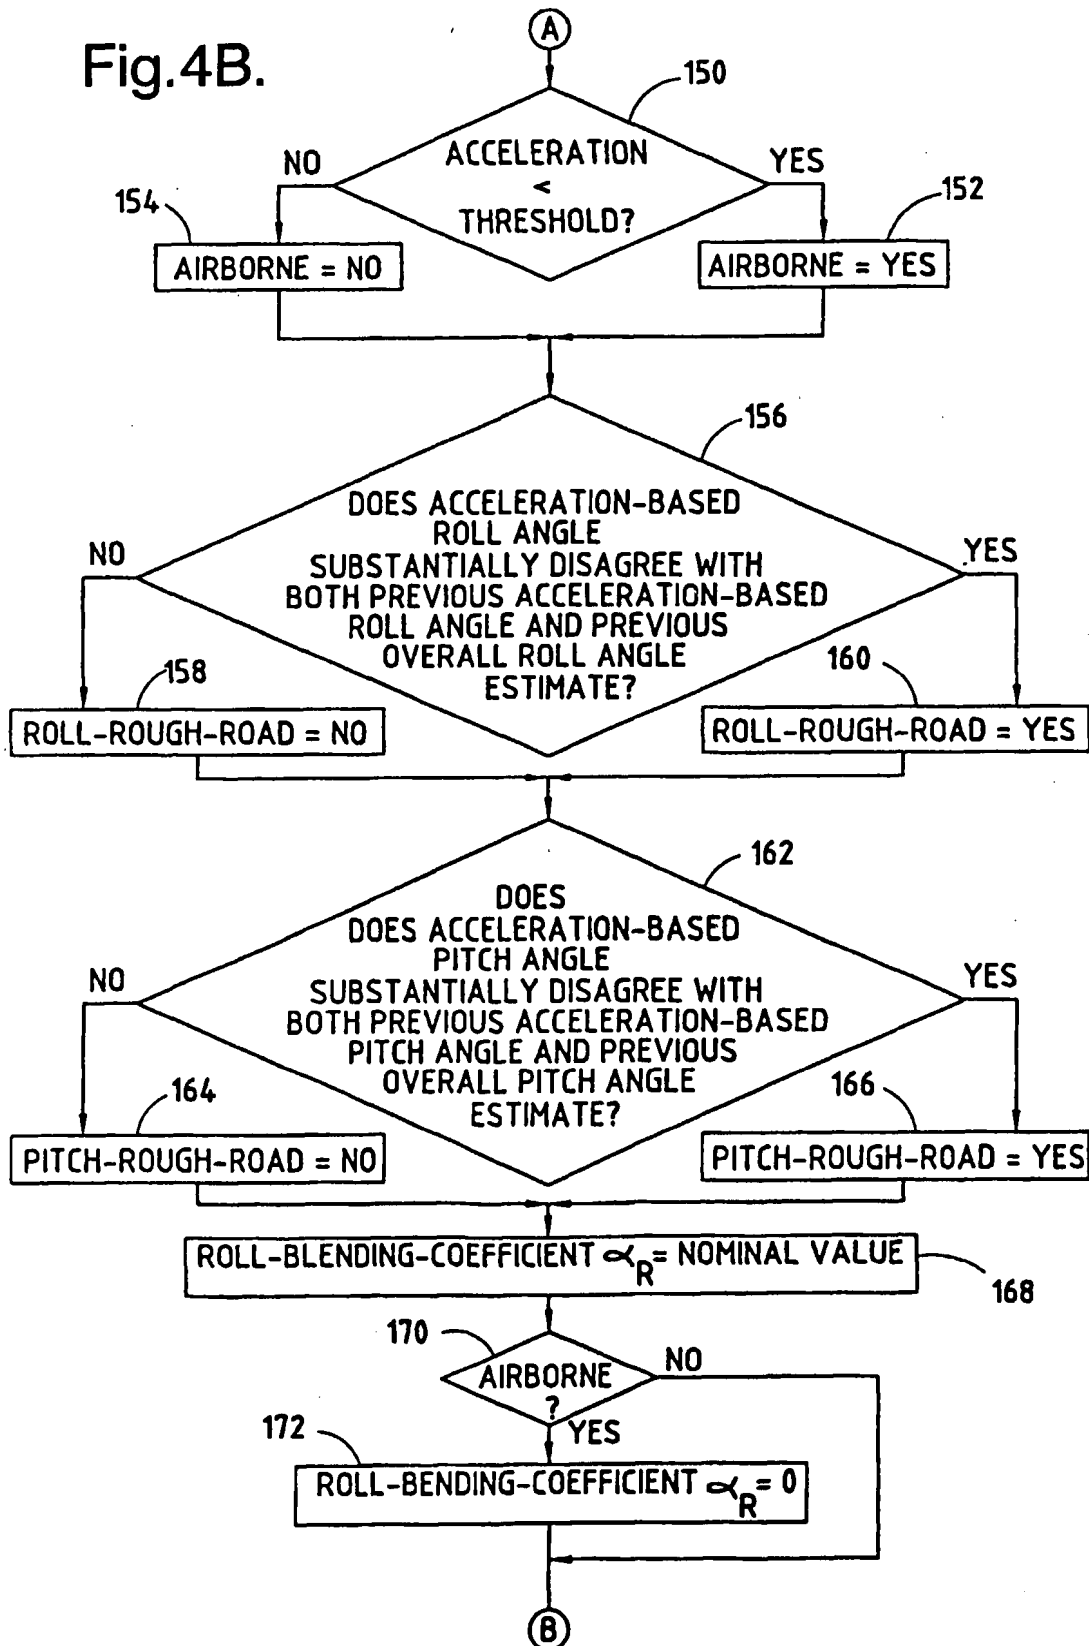 Fig.4B.
A
150
ACCELERATION
<
THRESHOLD?
NO
YES
154
152
AIRBORNE = NO
AIRBORNE = YES
156
DOES ACCELERATION-BASED
ROLL ANGLE
SUBSTANTIALLY DISAGREE WITH
BOTH PREVIOUS ACCELERATION-BASED
ROLL ANGLE AND PREVIOUS
OVERALL ROLL ANGLE
ESTIMATE?
NO
YES
158
160
ROLL-ROUGH-ROAD = NO
ROLL-ROUGH-ROAD = YES
162
DOES
DOES ACCELERATION-BASED
PITCH ANGLE
SUBSTANTIALLY DISAGREE WITH
BOTH PREVIOUS ACCELERATION-BASED
PITCH ANGLE AND PREVIOUS
OVERALL PITCH ANGLE
ESTIMATE?
NO
YES
164
166
PITCH-ROUGH-ROAD = NO
PITCH-ROUGH-ROAD = YES
ROLL-BLENDING-COEFFICIENT αR = NOMINAL VALUE
168
170
AIRBORNE
?
NO
YES
172
ROLL-BENDING-COEFFICIENT αR = 0
B